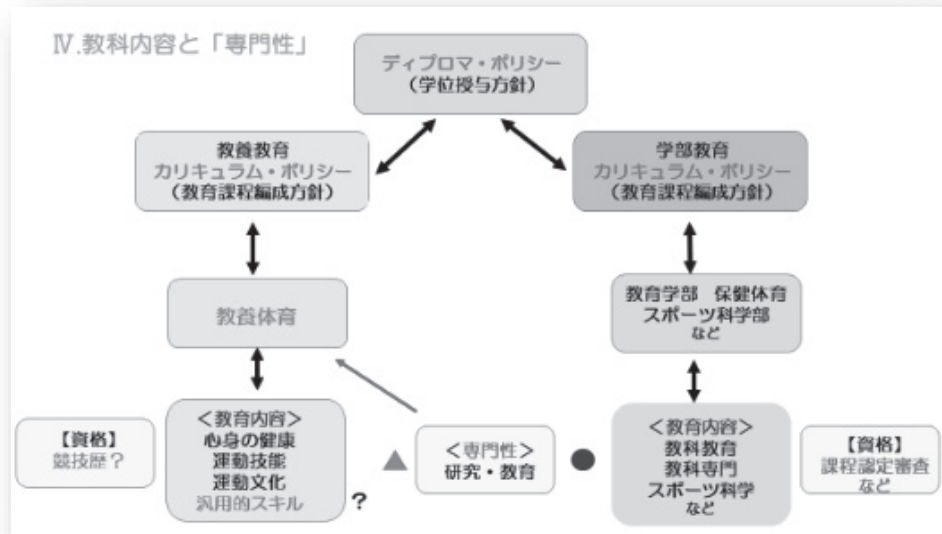 Ⅳ.教科内容と「専門性」
ディプロマ・ポリシー
(学位授与方針)
教養教育
カリキュラム・ポリシー
(教育課程編成方針)
学部教育
カリキュラム・ポリシー
(教育課程編成方針)
教養体育
教育学部 保健体育
スポーツ科学部
など
【資格】
競技歴?
<教育内容>
心身の健康
運動技能
運動文化
汎用的スキル
?
<専門性>
研究・教育
<教育内容>
教科教育
教科専門
スポーツ科学
など
【資格】
課程認定審査
など